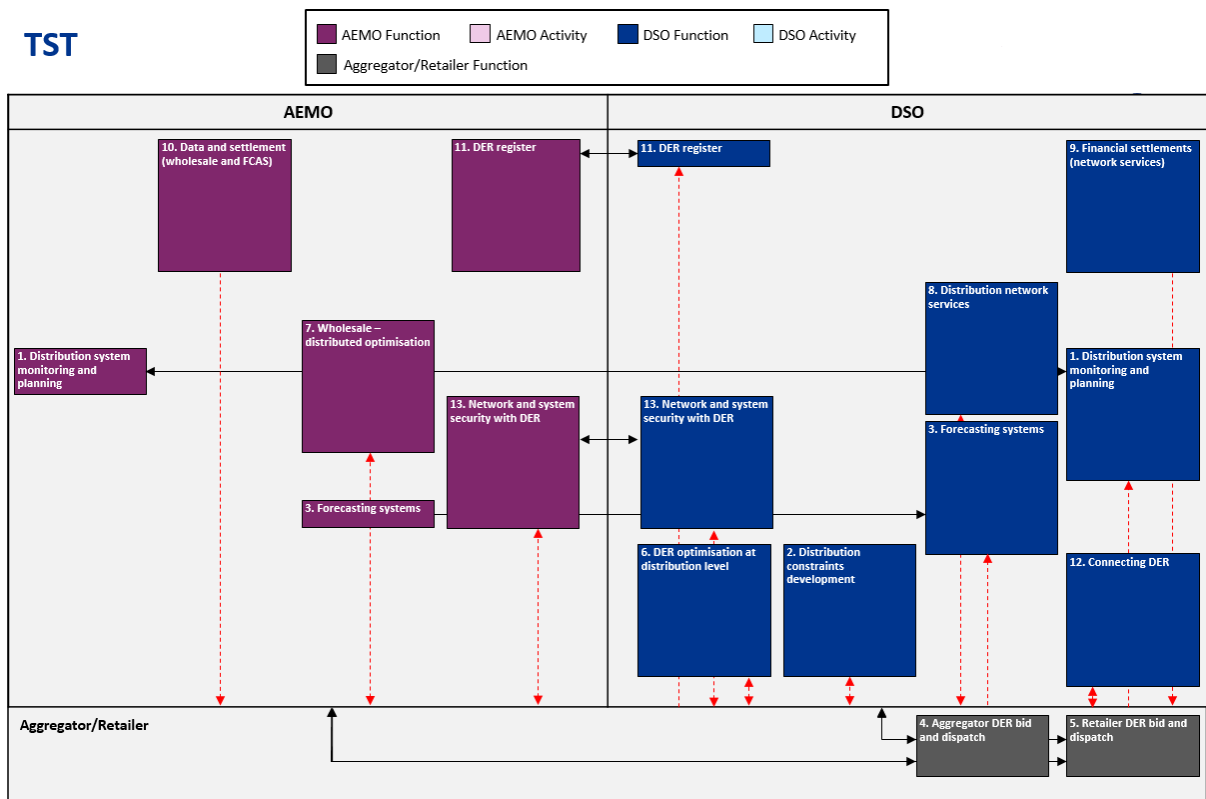 TST
AEMO Function
AEMO Activity
DSO Function
DSO Activity
Aggregator/Retailer Function
AEMO
DSO
10. Data and settlement
(wholesale and FCAS)
11. DER register
11. DER register
9. Financial settlements
(network services)
8. Distribution network
services
7. Wholesale –
distributed optimisation
1. Distribution system
monitoring and
planning
1. Distribution system
monitoring and
planning
13. Network and system
security with DER
13. Network and system
security with DER
3. Forecasting systems
3. Forecasting systems
6. DER optimisation at
distribution level
2. Distribution
constraints
development
12. Connecting DER
Aggregator/Retailer
4. Aggregator DER bid
and dispatch
5. Retailer DER bid and
dispatch